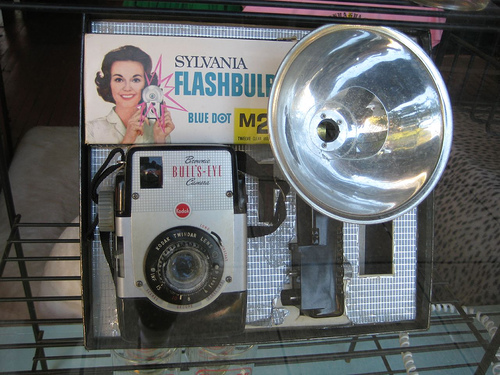 SYLVANIA
FLASHBULB
BLUE DOT
M2
Brownie
BULL'S-EYE
Camera
Kodak
KODAK TWINDAR LENS